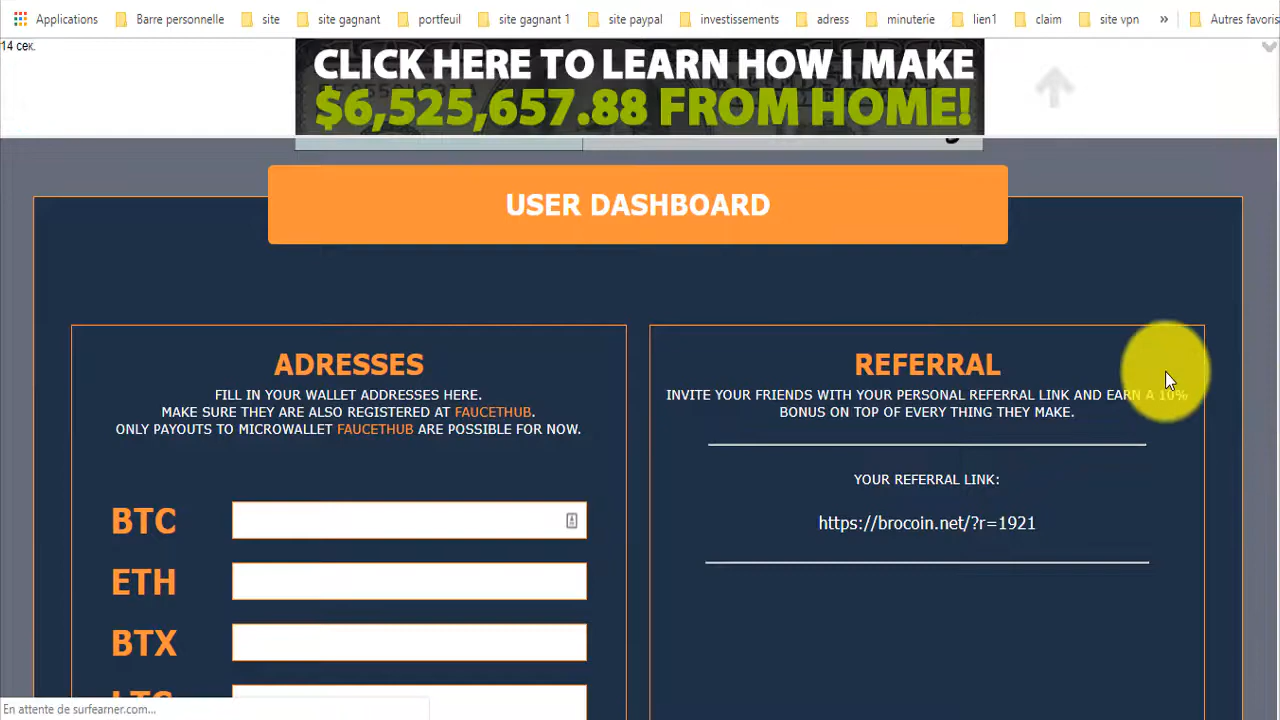 Applications Barre personnelle site site gagnant portfeuil site gagnant 1 site paypal investissements adress minuterie lien1 claim site vpn » Autres favoris
14 сек.
CLICK HERE TO LEARN HOW I MAKE
$6,525,657.88 FROM HOME!
USER DASHBOARD
ADRESSES
FILL IN YOUR WALLET ADDRESSES HERE.
MAKE SURE THEY ARE ALSO REGISTERED AT FAUCETHUB.
ONLY PAYOUTS TO MICROWALLET FAUCETHUB ARE POSSIBLE FOR NOW.
BTC
ETH
BTX
LTC
REFERRAL
INVITE YOUR FRIENDS WITH YOUR PERSONAL REFERRAL LINK AND EARN A 10%
BONUS ON TOP OF EVERY THING THEY MAKE.
YOUR REFERRAL LINK:
https://brocoin.net/?r=1921
En attente de surfearner.com...